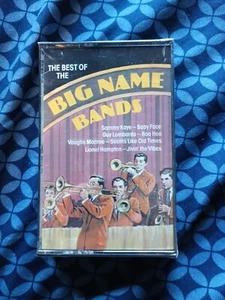 THE BEST OF
THE
BIG NAME
BANDS
Sammy Kaye - Baby Face
Guy Lombardo - Boo Hoo
Vaughn Monroe - Seems Like Old Times
Lionel Hampton - Jivin' the Vibes